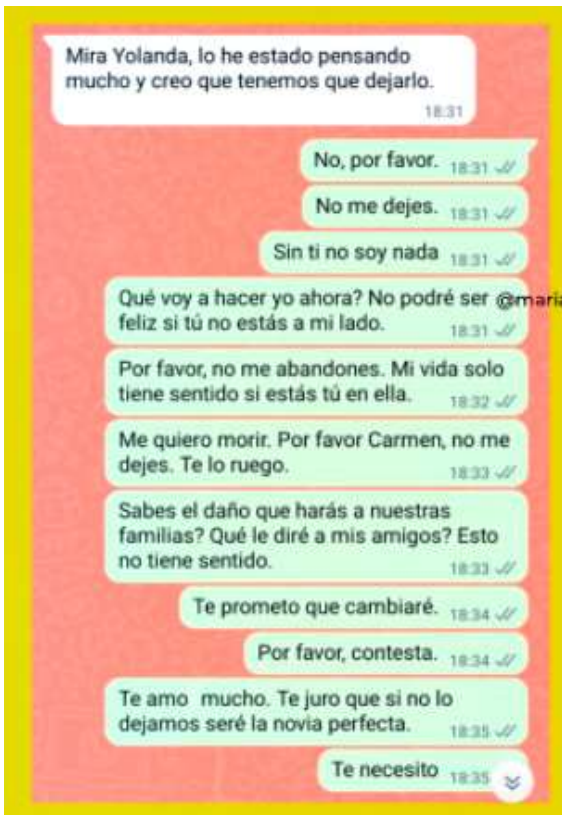 Mira Yolanda, lo he estado pensando
mucho y creo que tenemos que dejarlo.
18:31
No, por favor. 18:31
No me dejes. 18:31
Sin ti no soy nada 18:31
Qué voy a hacer yo ahora? No podré ser @maria
feliz si tú no estás a mi lado. 18:31
Por favor, no me abandones. Mi vida solo
tiene sentido si estás tú en ella. 18:32
Me quiero morir. Por favor Carmen, no me
dejes. Te lo ruego. 18:33
Sabes el daño que harás a nuestras
familias? Qué le diré a mis amigos? Esto
no tiene sentido. 18:33
Te prometo que cambiaré. 18:34
Por favor, contesta. 18:34
Te amo mucho. Te juro que si no lo
dejamos seré la novia perfecta. 18:35
Te necesito 18:35